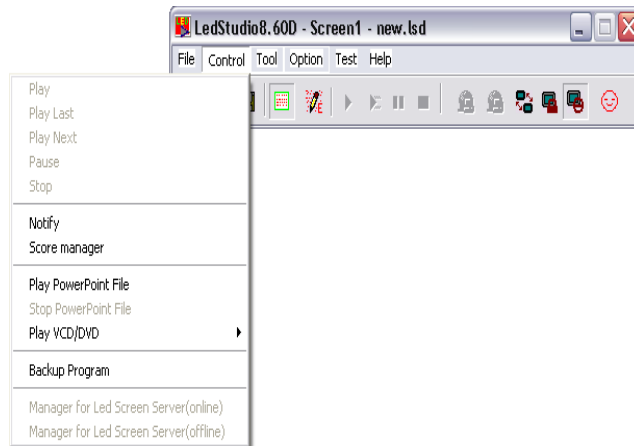 LedStudio8.60D - Screen1 - new.lsd
File Control Tool Option Test Help
Play
Play Last
Play Next
Pause
Stop
Notify
Score manager
Play PowerPoint File
Stop PowerPoint File
Play VCD/DVD
Backup Program
Manager for Led Screen Server(online)
Manager for Led Screen Server(offline)